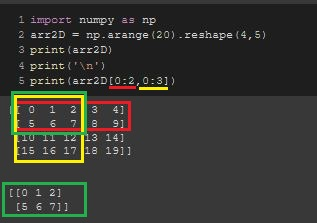 1 import numpy as np
2 arr2D = np.arange(20).reshape(4,5)
3 print(arr2D)
4 print('\n')
5 print(arr2D[0:2,0:3])
[[ 0 1 2 3 4]
[ 5 6 7 8 9]
[10 11 12 13 14]
[15 16 17 18 19]]
[[0 1 2]
[5 6 7]]